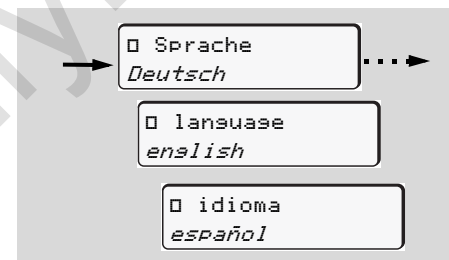 □ Sprache
Deutsch
□ language
english
□ idioma
español